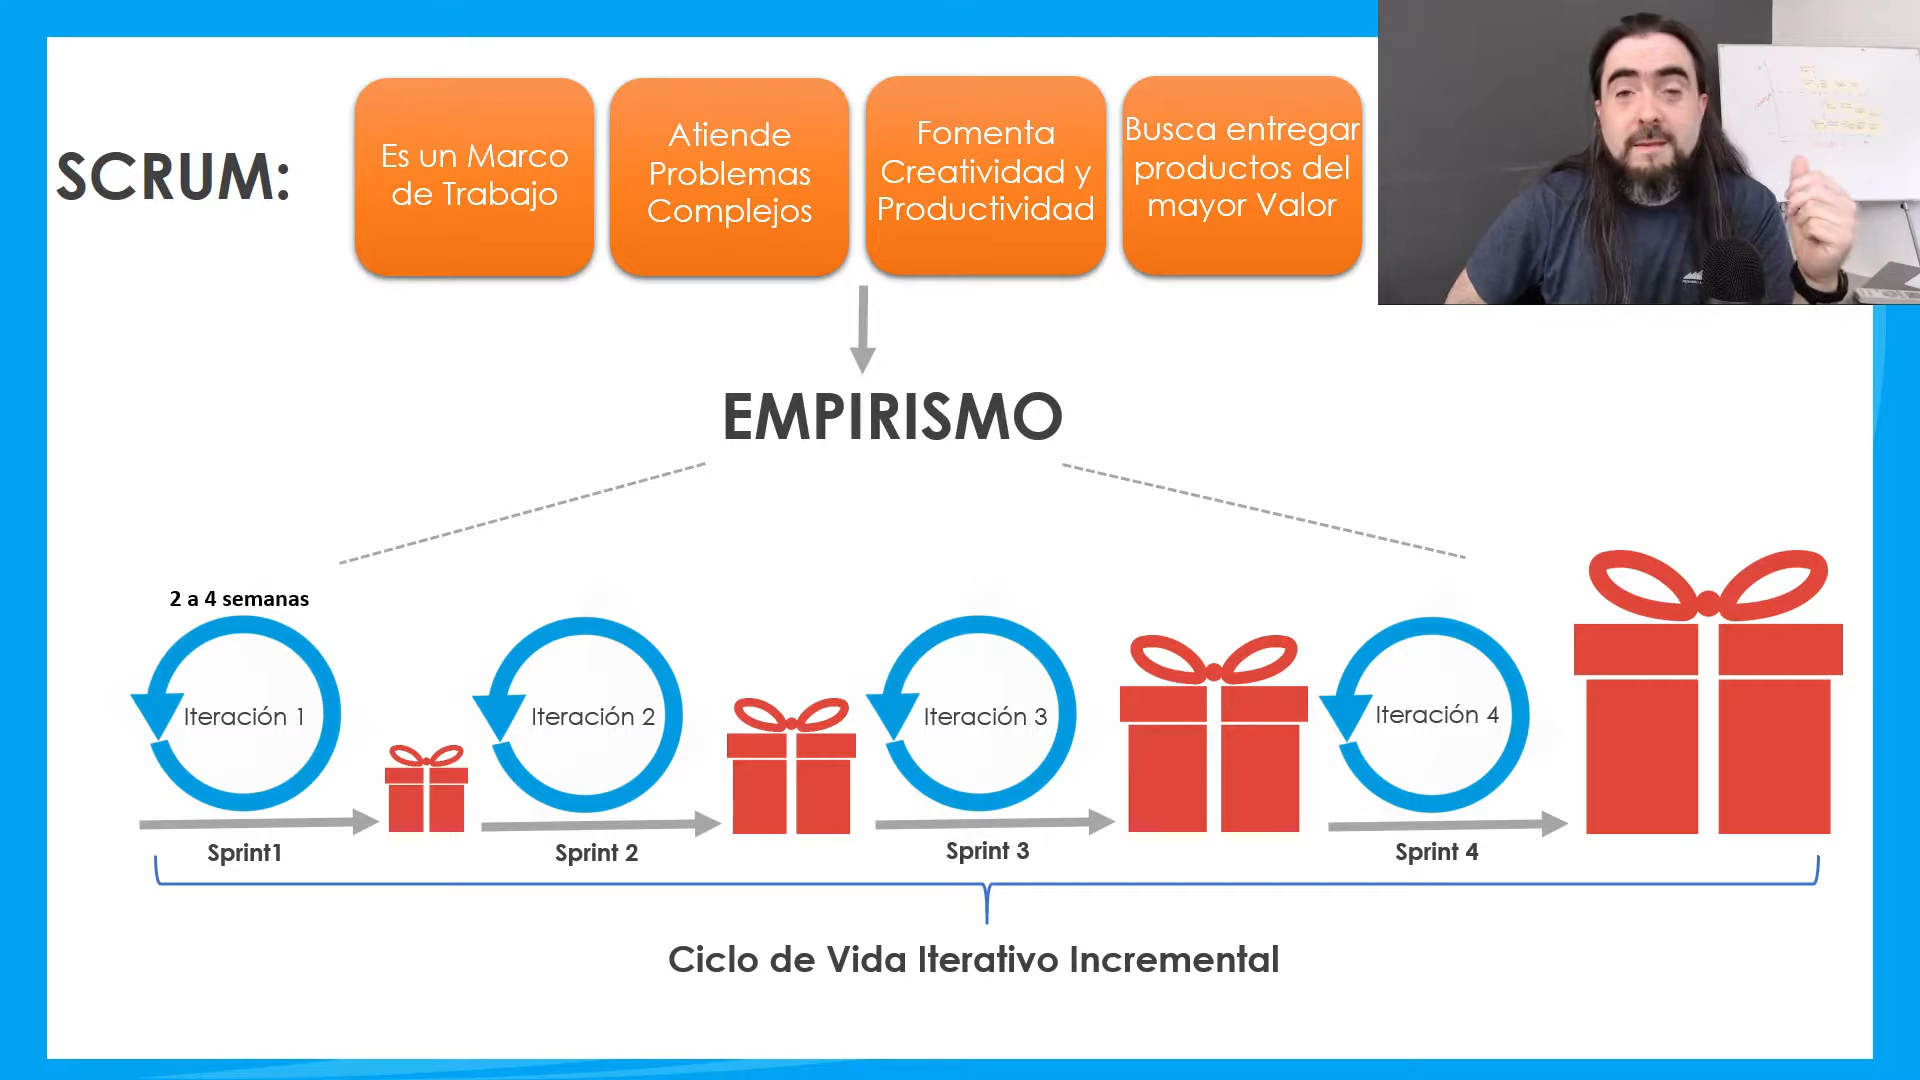 SCRUM:
Es un Marco
de Trabajo
Atiende
Problemas
Complejos
Fomenta
Creatividad y
Productividad
Busca entregar
productos del
mayor Valor
EMPIRISMO
2 a 4 semanas
Iteración 1
Iteración 2
Iteración 3
Iteración 4
Sprint1
Sprint 2
Sprint 3
Sprint 4
Ciclo de Vida Iterativo Incremental